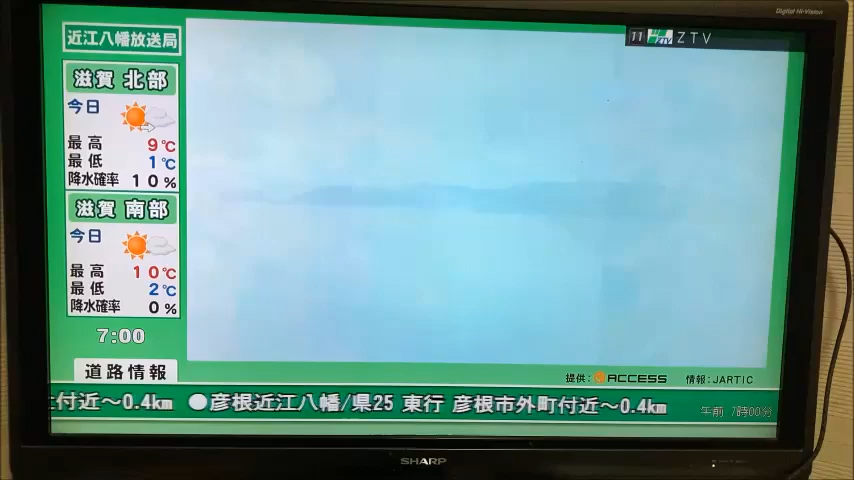 Digital Hi-Vision
近江八幡放送局
11 ZTV ZTV
滋賀 北部
今日
最高 9℃
最低 1℃
降水確率 10%
滋賀 南部
今日
最高 10℃
最低 2℃
降水確率 0%
7:00
道路情報
提供:ACCESS 情報:JARTIC
付近～0.4km ●彦根近江八幡/県25 東行 彦根市外町付近～0.4km
午前 7時00分
SHARP